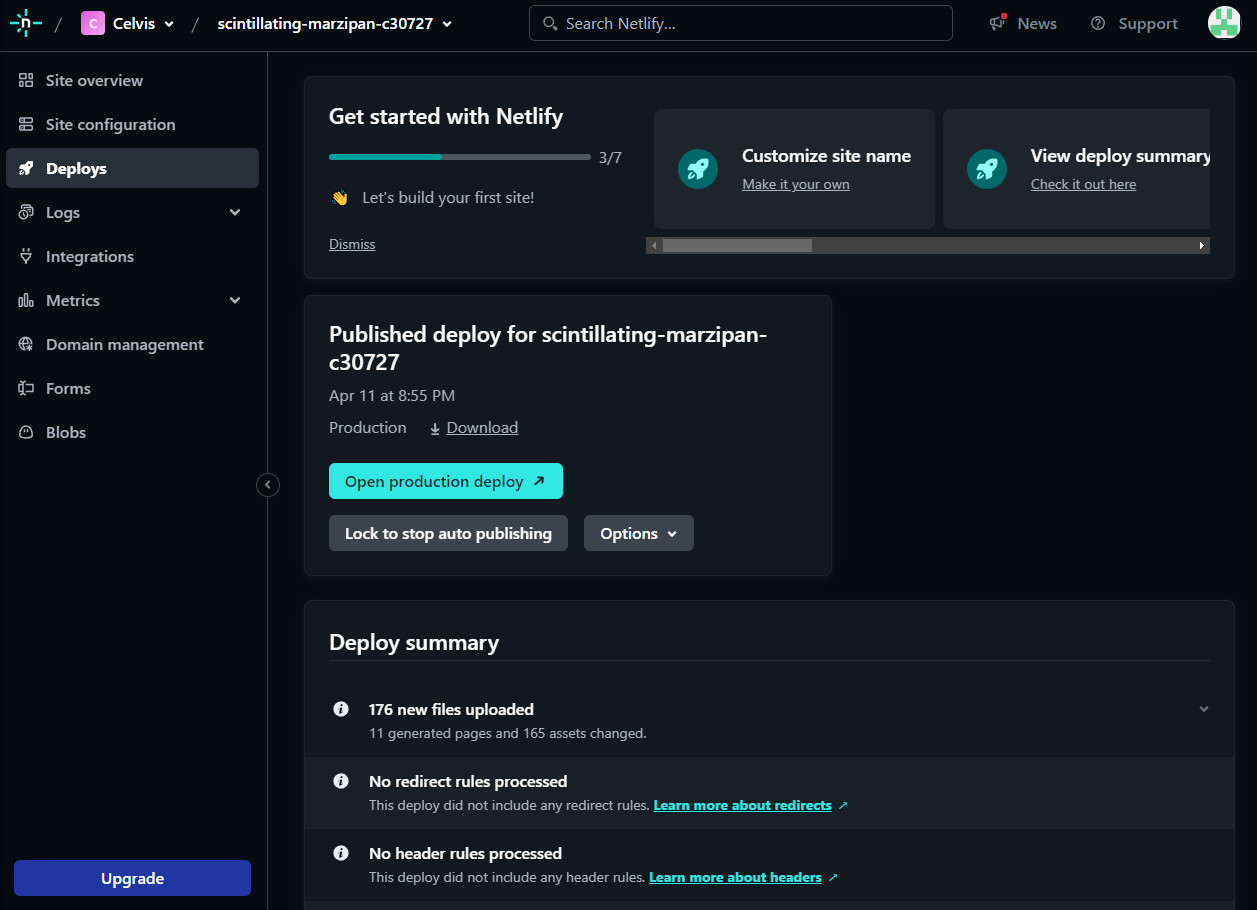 n / C Celvis / scintillating-marzipan-c30727 Search Netlify... News Support
Site overview
Site configuration
Deploys
Logs
Integrations
Metrics
Domain management
Forms
Blobs
Upgrade
Get started with Netlify
3/7
👋 Let's build your first site!
Dismiss
Customize site name
Make it your own
View deploy summary
Check it out here
Published deploy for scintillating-marzipan-
c30727
Apr 11 at 8:55 PM
Production Download
Open production deploy
Lock to stop auto publishing Options
Deploy summary
176 new files uploaded
11 generated pages and 165 assets changed.
No redirect rules processed
This deploy did not include any redirect rules. Learn more about redirects
No header rules processed
This deploy did not include any header rules. Learn more about headers